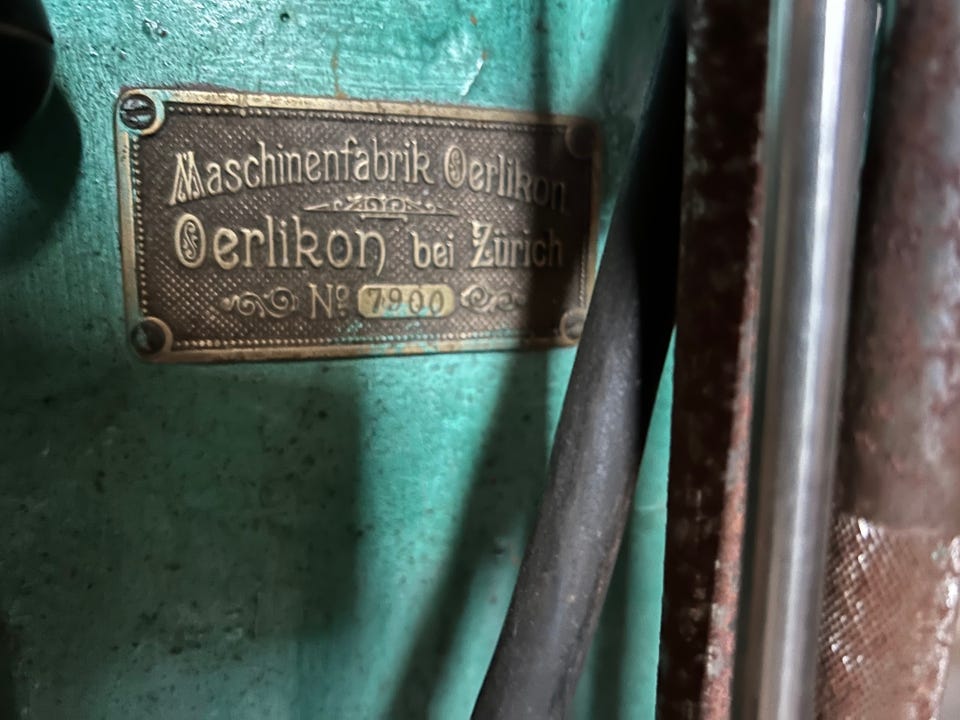 Maschinenfabrik Oerlikon
Oerlikon bei Zürich
Nº 7900